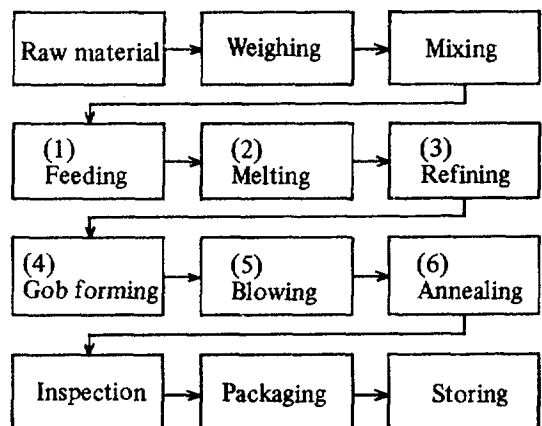 Raw material
Weighing
Mixing
(1)
Feeding
(2)
Melting
(3)
Refining
(4)
Gob forming
(5)
Blowing
(6)
Annealing
Inspection
Packaging
Storing